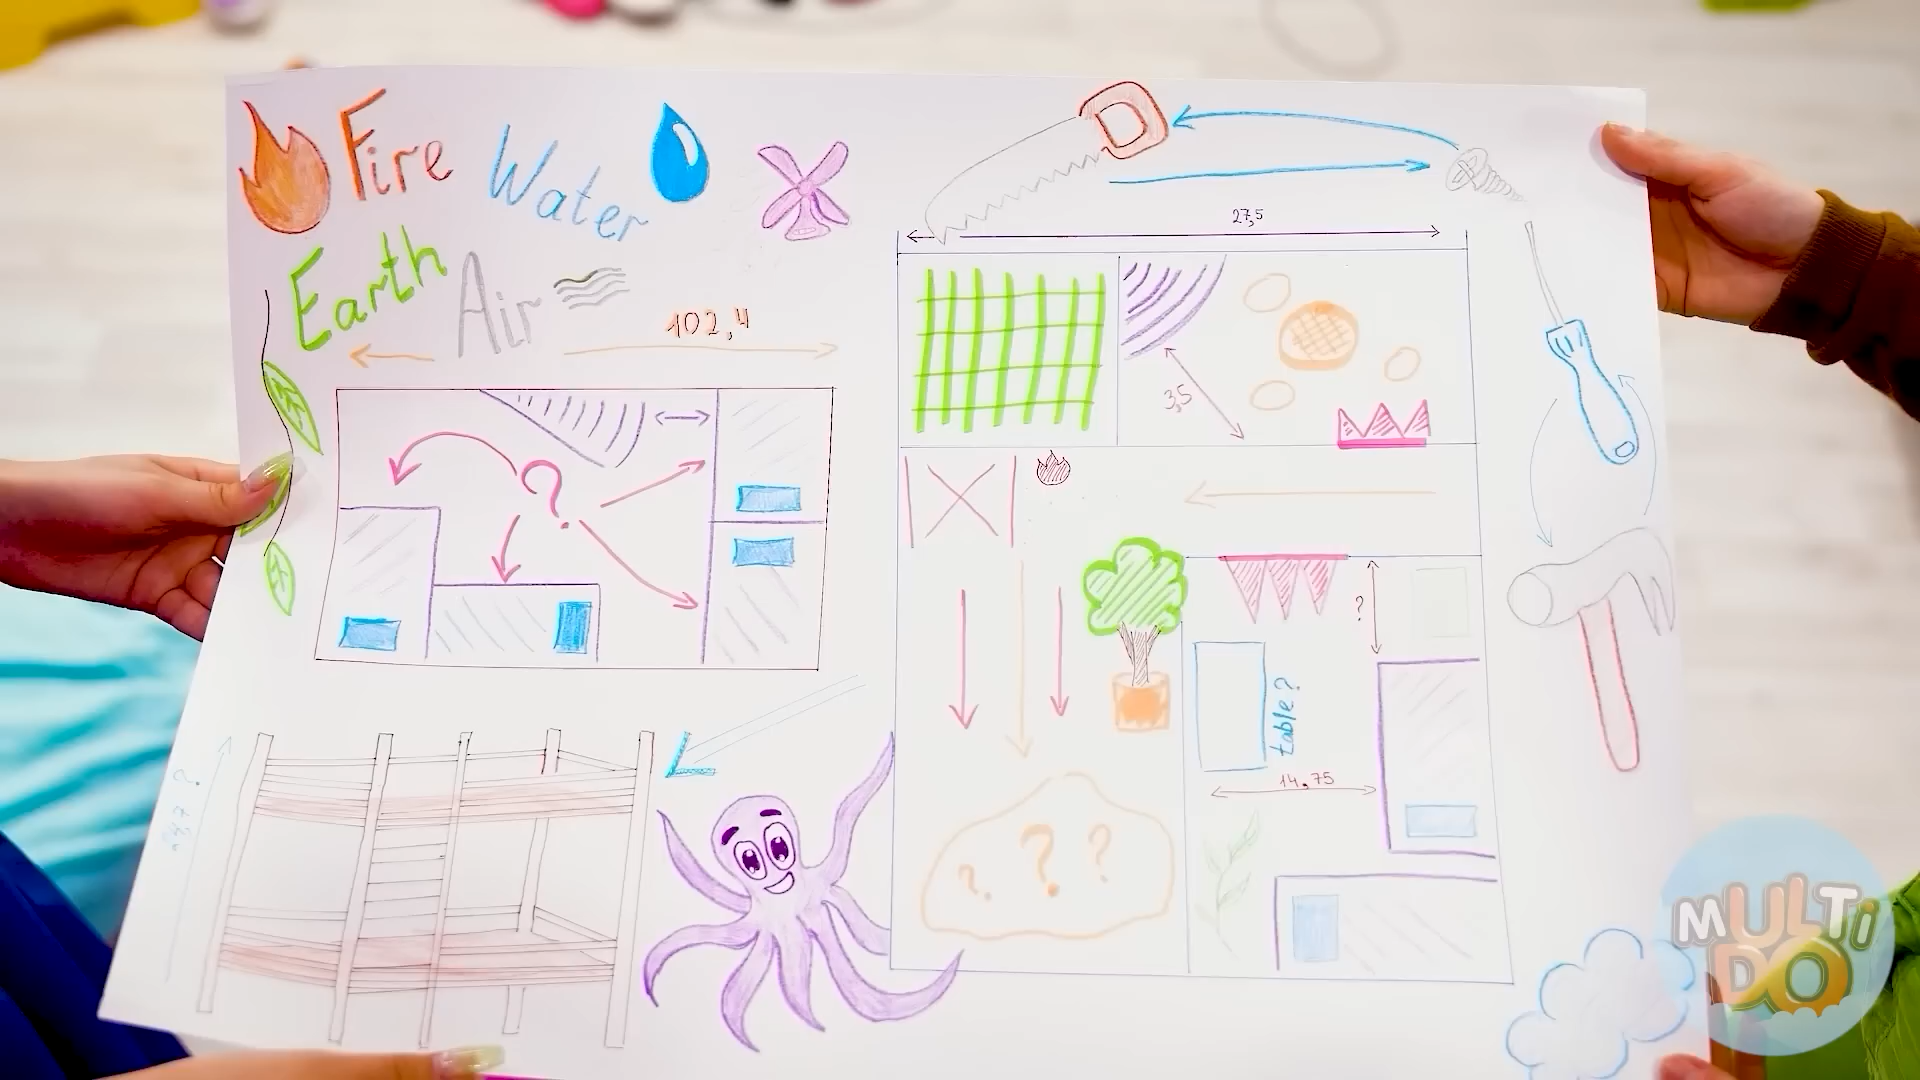 Fire Water
Earth Air
102,4
27,5
3,5
?
?
table?
14,75
? ? ?
MULTi
DO